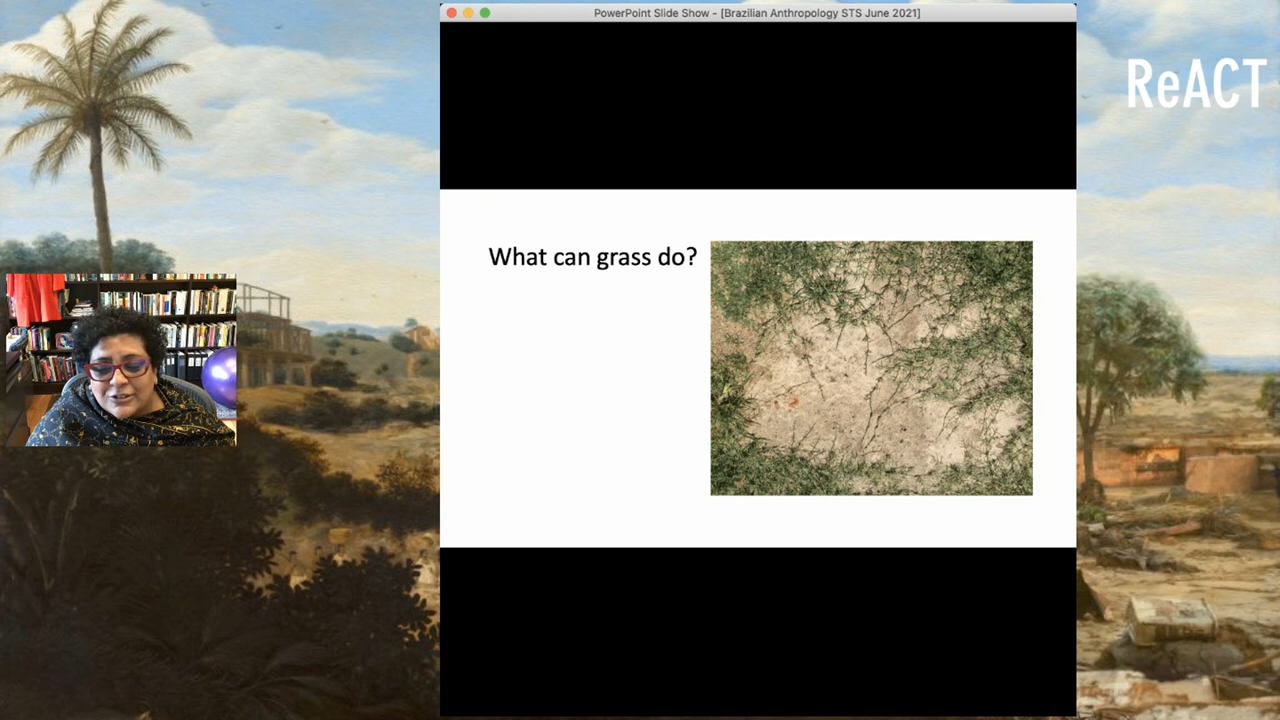 PowerPoint Slide Show - [Brazilian Anthropology STS June 2021]
ReACT
What can grass do?